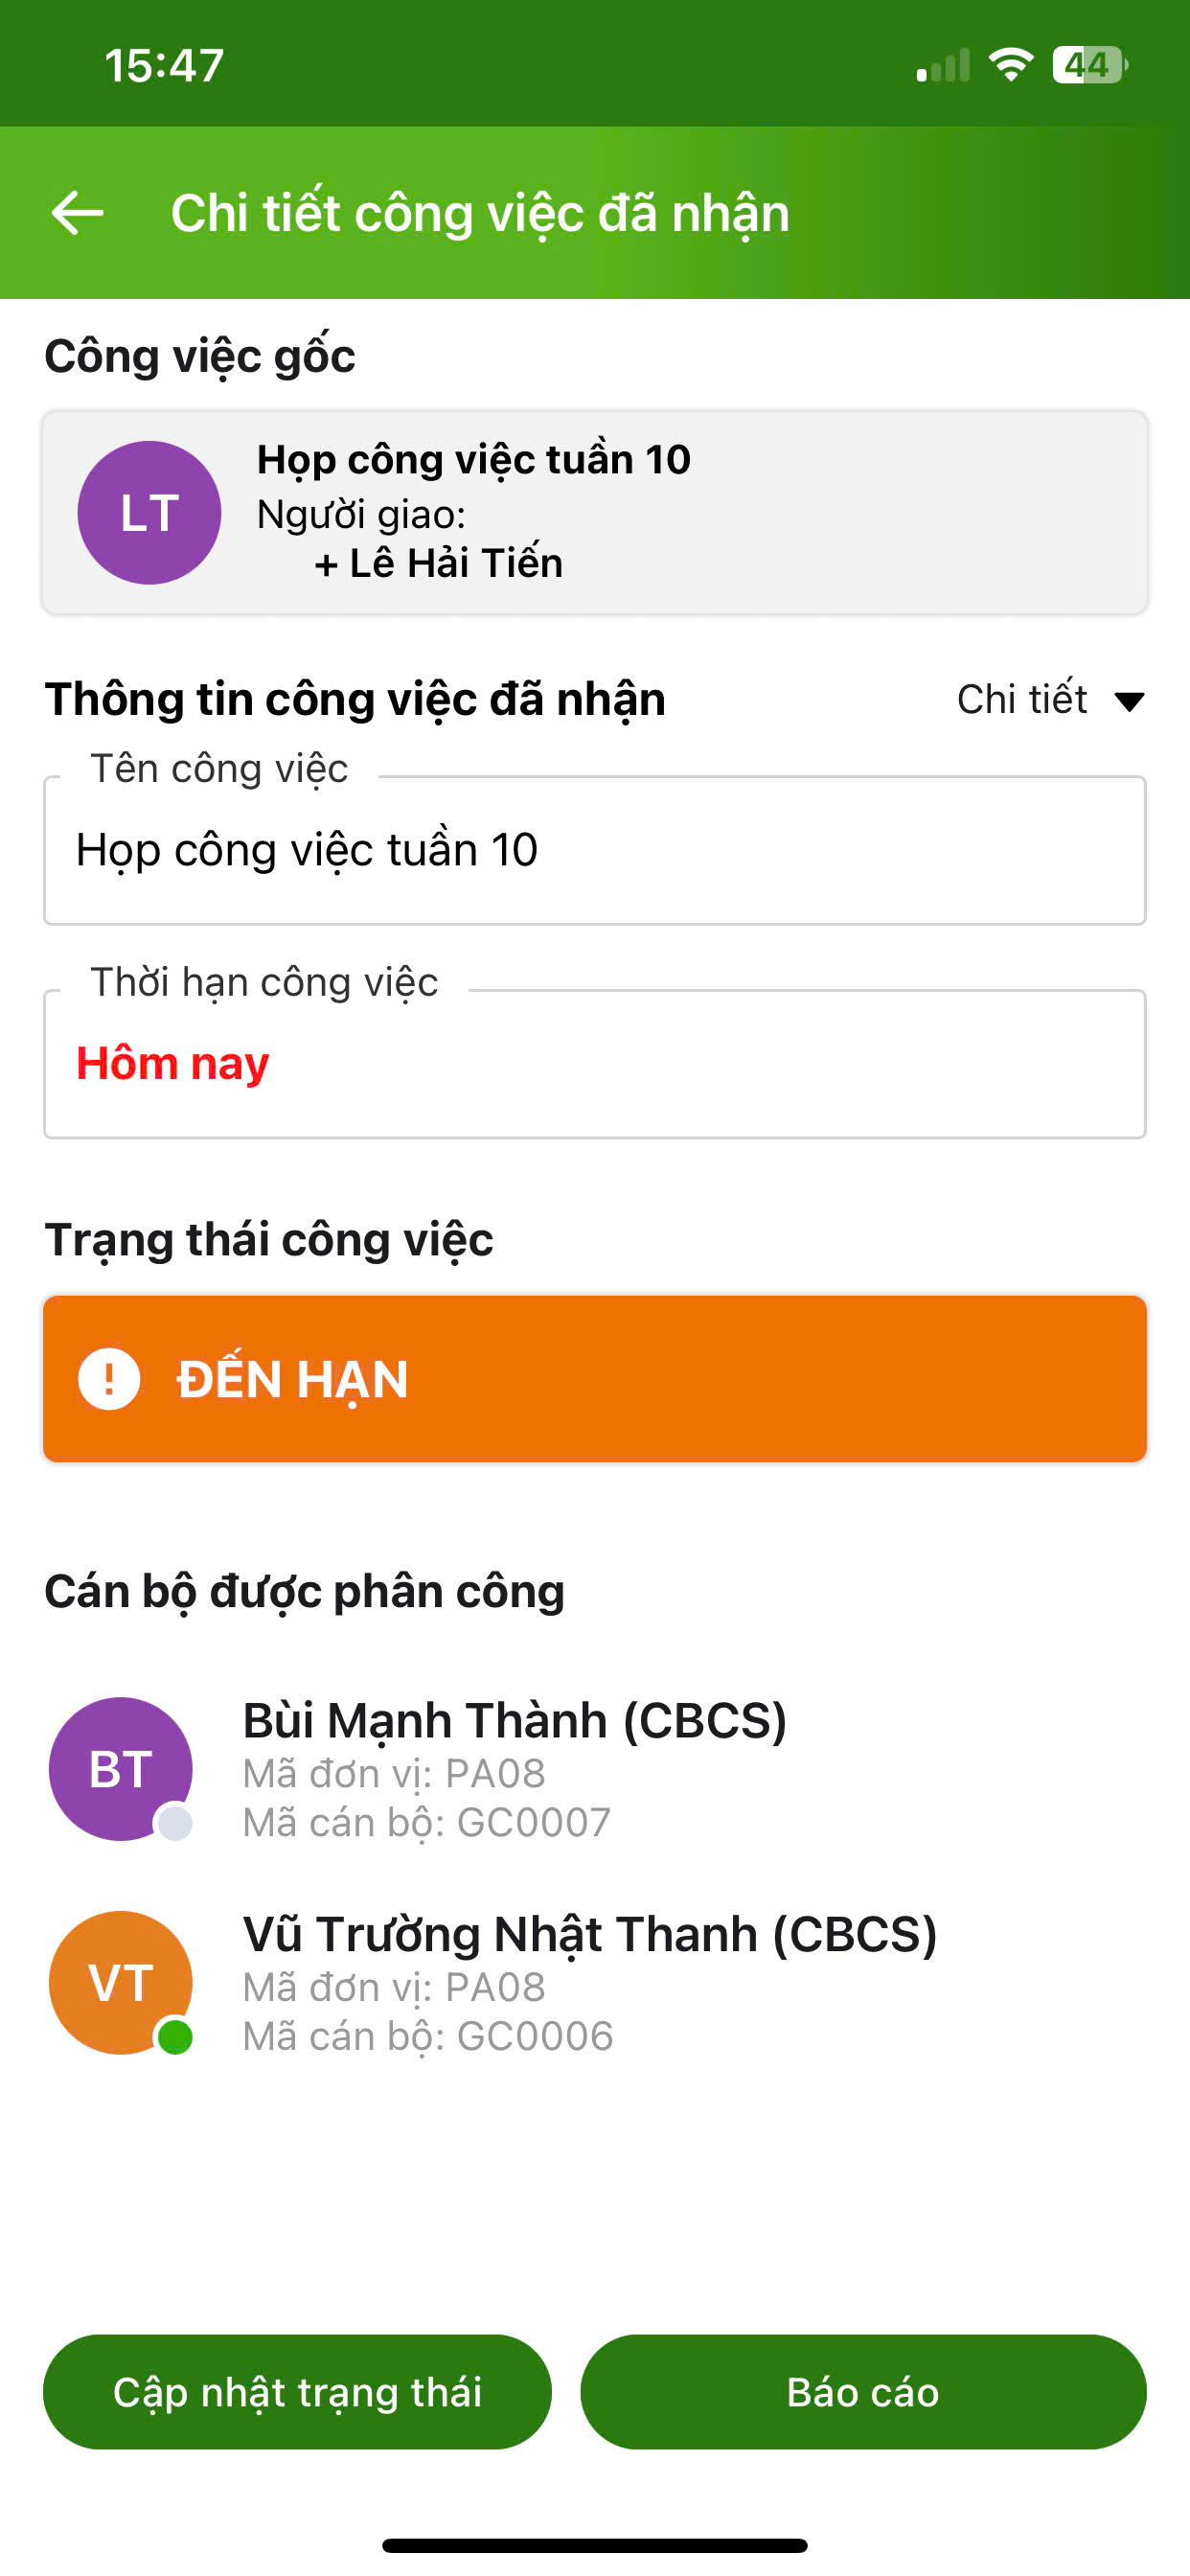 15:47
44
Chi tiết công việc đã nhận
Công việc gốc
LT
Họp công việc tuần 10
Người giao:
+ Lê Hải Tiến
Thông tin công việc đã nhận
Chi tiết
Tên công việc
Họp công việc tuần 10
Thời hạn công việc
Hôm nay
Trạng thái công việc
ĐẾN HẠN
Cán bộ được phân công
BT
Bùi Mạnh Thành (CBCS)
Mã đơn vị: PA08
Mã cán bộ: GC0007
VT
Vũ Trường Nhật Thanh (CBCS)
Mã đơn vị: PA08
Mã cán bộ: GC0006
Cập nhật trạng thái
Báo cáo